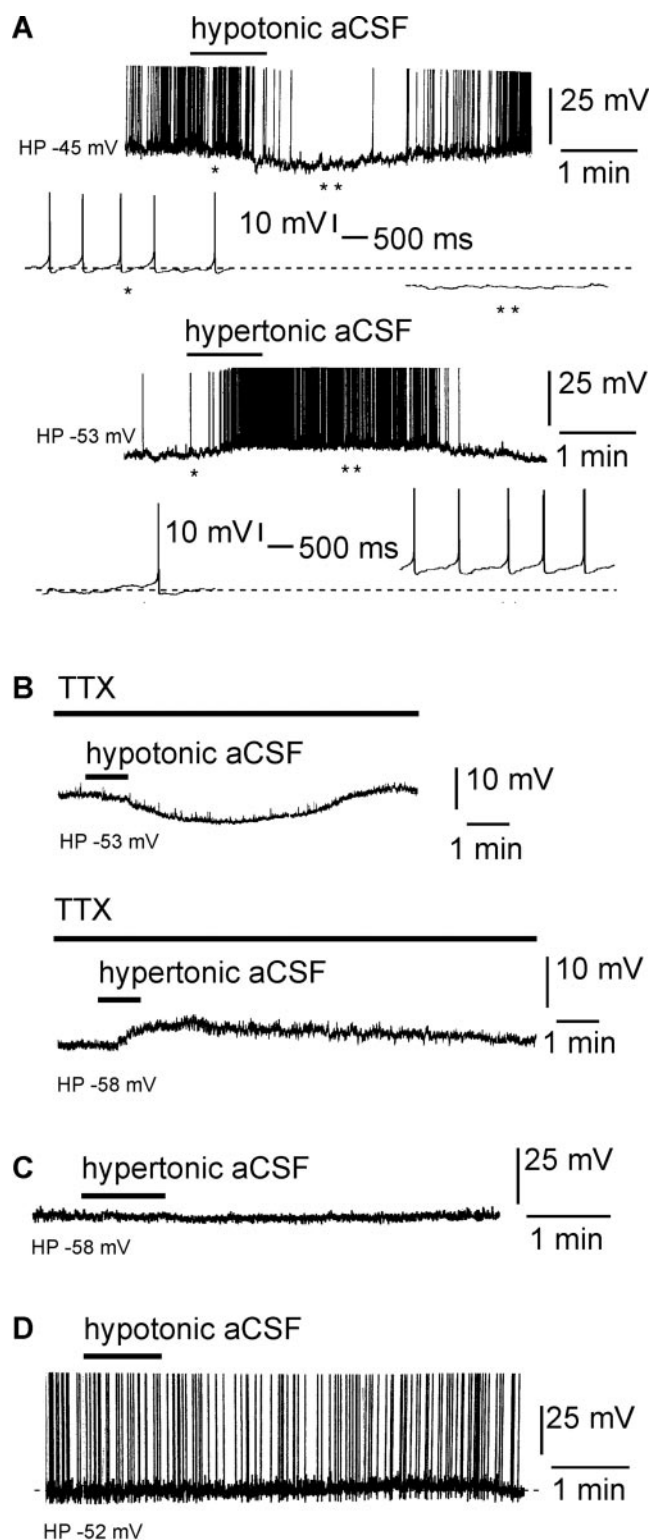 A
hypotonic aCSF
25 mV
HP -45 mV
1 min
*
* *
10 mV
500 ms
*
* *
hypertonic aCSF
25 mV
HP -53 mV
1 min
*
**
10 mV
500 ms
B
TTX
hypotonic aCSF
10 mV
1 min
HP -53 mV
TTX
hypertonic aCSF
10 mV
1 min
HP -58 mV
C
hypertonic aCSF
25 mV
1 min
HP -58 mV
D
hypotonic aCSF
25 mV
1 min
HP -52 mV